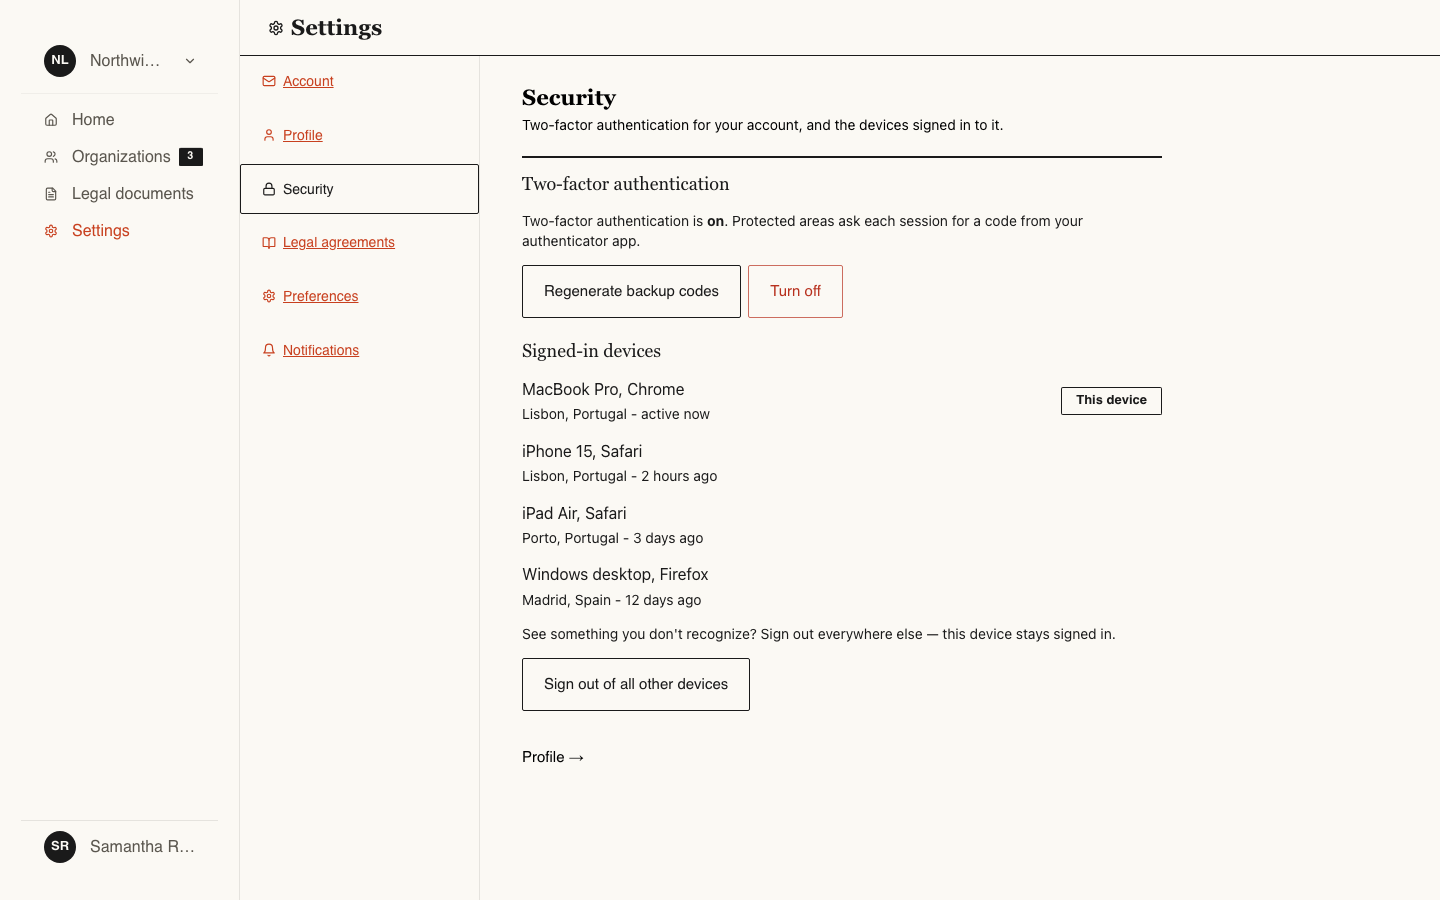 NL
Northwi...
Home
Organizations 3
Legal documents
Settings
SR
Samantha R...
Settings
Account
Profile
Security
Legal agreements
Preferences
Notifications
Security
Two-factor authentication for your account, and the devices signed in to it.
Two-factor authentication
Two-factor authentication is on. Protected areas ask each session for a code from your
authenticator app.
Regenerate backup codes
Turn off
Signed-in devices
MacBook Pro, Chrome
Lisbon, Portugal - active now
This device
iPhone 15, Safari
Lisbon, Portugal - 2 hours ago
iPad Air, Safari
Porto, Portugal - 3 days ago
Windows desktop, Firefox
Madrid, Spain - 12 days ago
See something you don't recognize? Sign out everywhere else — this device stays signed in.
Sign out of all other devices
Profile →